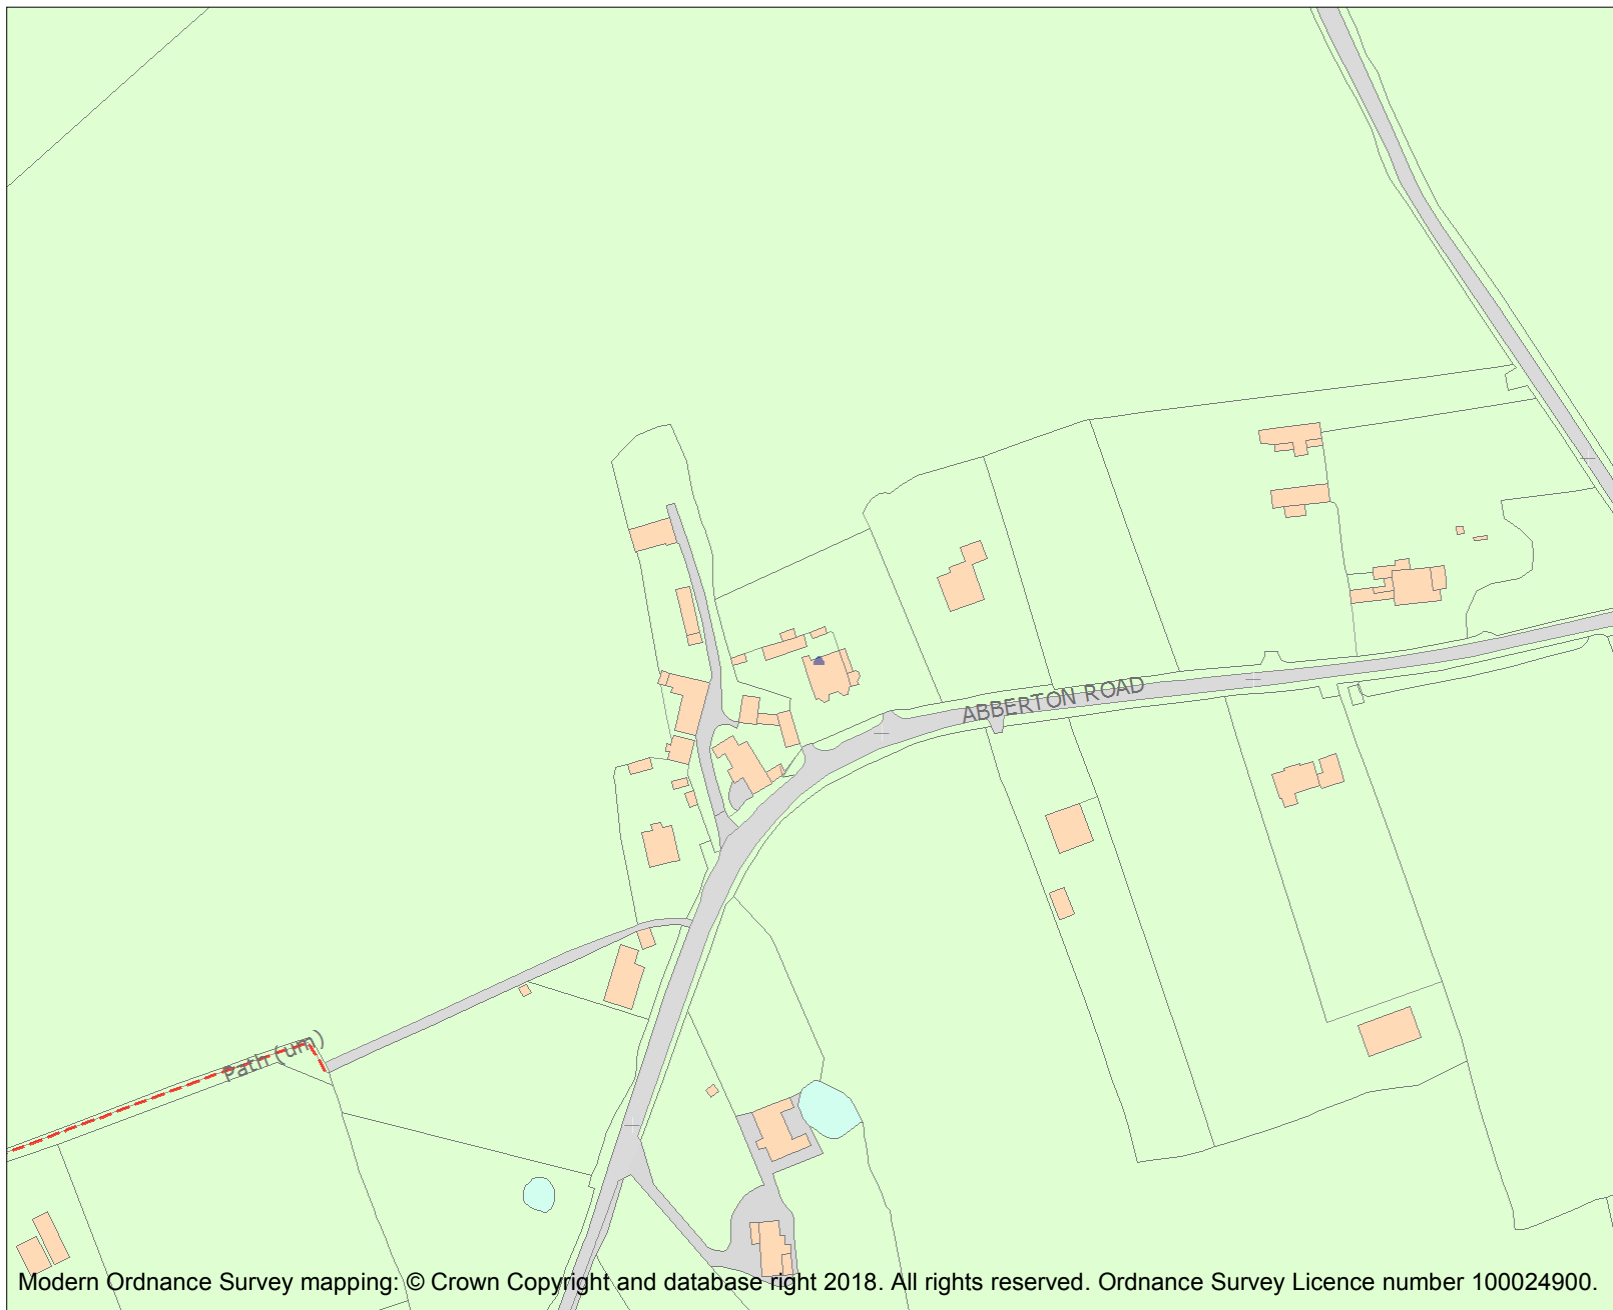 ABBERTON ROAD
Path (um)
Modern Ordnance Survey mapping: © Crown Copyright and database right 2018. All rights reserved. Ordnance Survey Licence number 100024900.